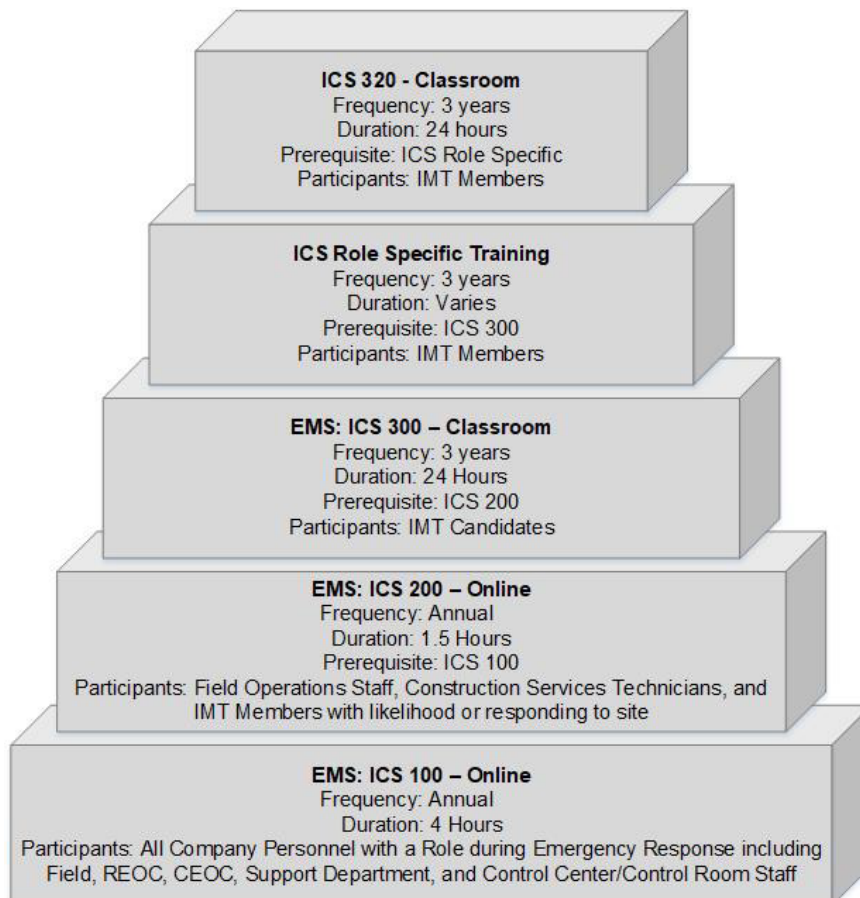 ICS 320 - Classroom
Frequency: 3 years
Duration: 24 hours
Prerequisite: ICS Role Specific
Participants: IMT Members
ICS Role Specific Training
Frequency: 3 years
Duration: Varies
Prerequisite: ICS 300
Participants: IMT Members
EMS: ICS 300 – Classroom
Frequency: 3 years
Duration: 24 Hours
Prerequisite: ICS 200
Participants: IMT Candidates
EMS: ICS 200 – Online
Frequency: Annual
Duration: 1.5 Hours
Prerequisite: ICS 100
Participants: Field Operations Staff, Construction Services Technicians, and
IMT Members with likelihood or responding to site
EMS: ICS 100 – Online
Frequency: Annual
Duration: 4 Hours
Participants: All Company Personnel with a Role during Emergency Response including
Field, REOC, CEOC, Support Department, and Control Center/Control Room Staff